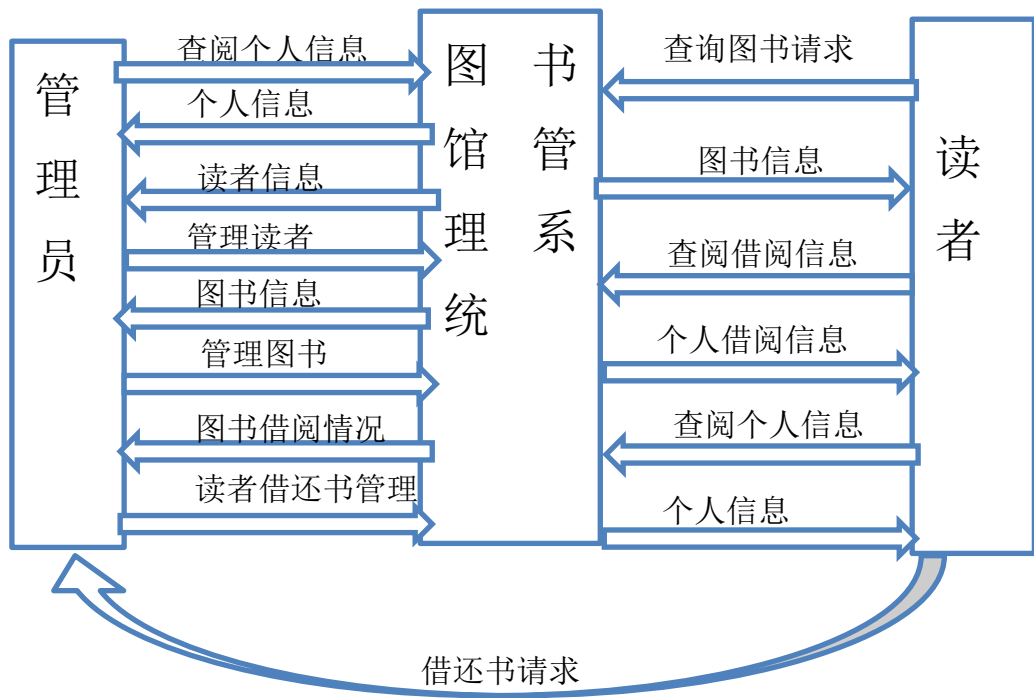 管理员
查阅个人信息
个人信息
读者信息
管理读者
图书信息
管理图书
图书借阅情况
读者借还书管理
图 书
馆 管
理 系
统
查询图书请求
图书信息
查阅借阅信息
个人借阅信息
查阅个人信息
个人信息
读者
借还书请求